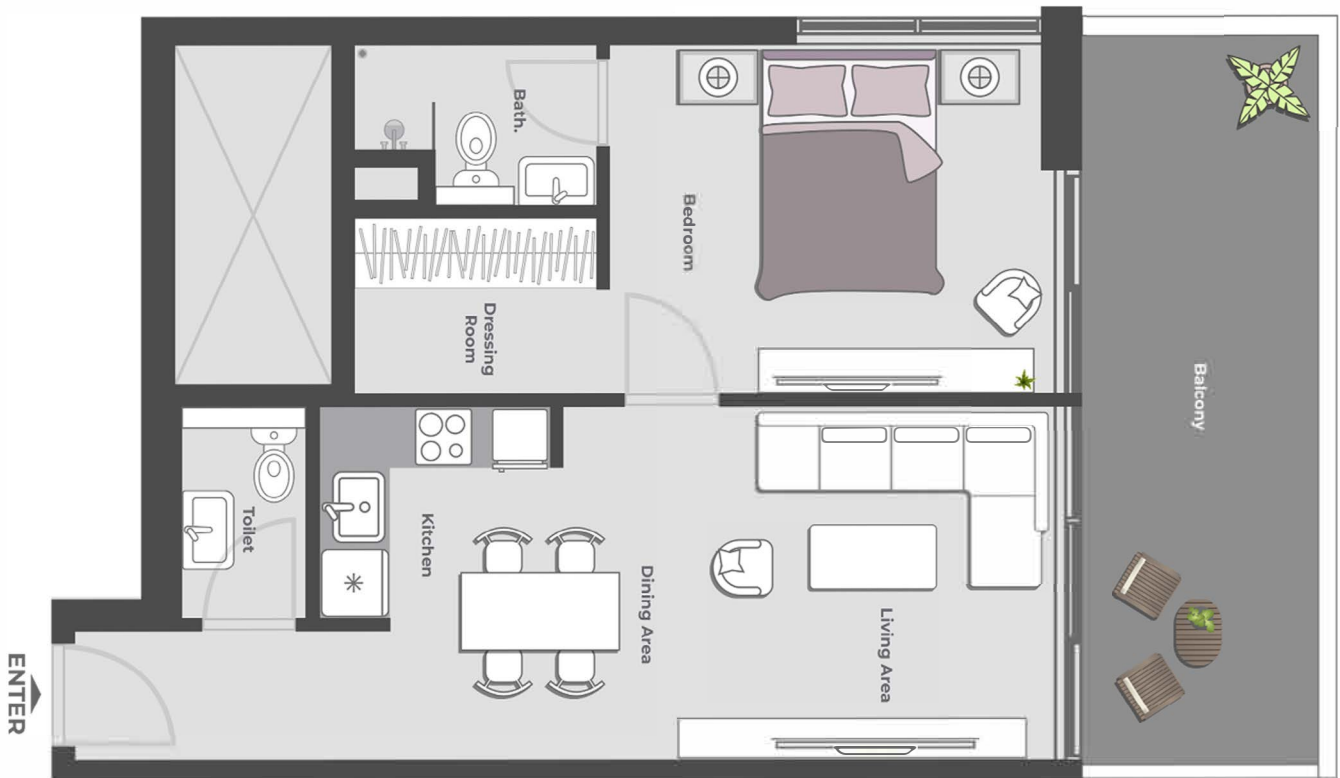 Bath.
Bedroom
Dressing
Room
Balcony
Toilet
Kitchen
Dining Area
Living Area
ENTER